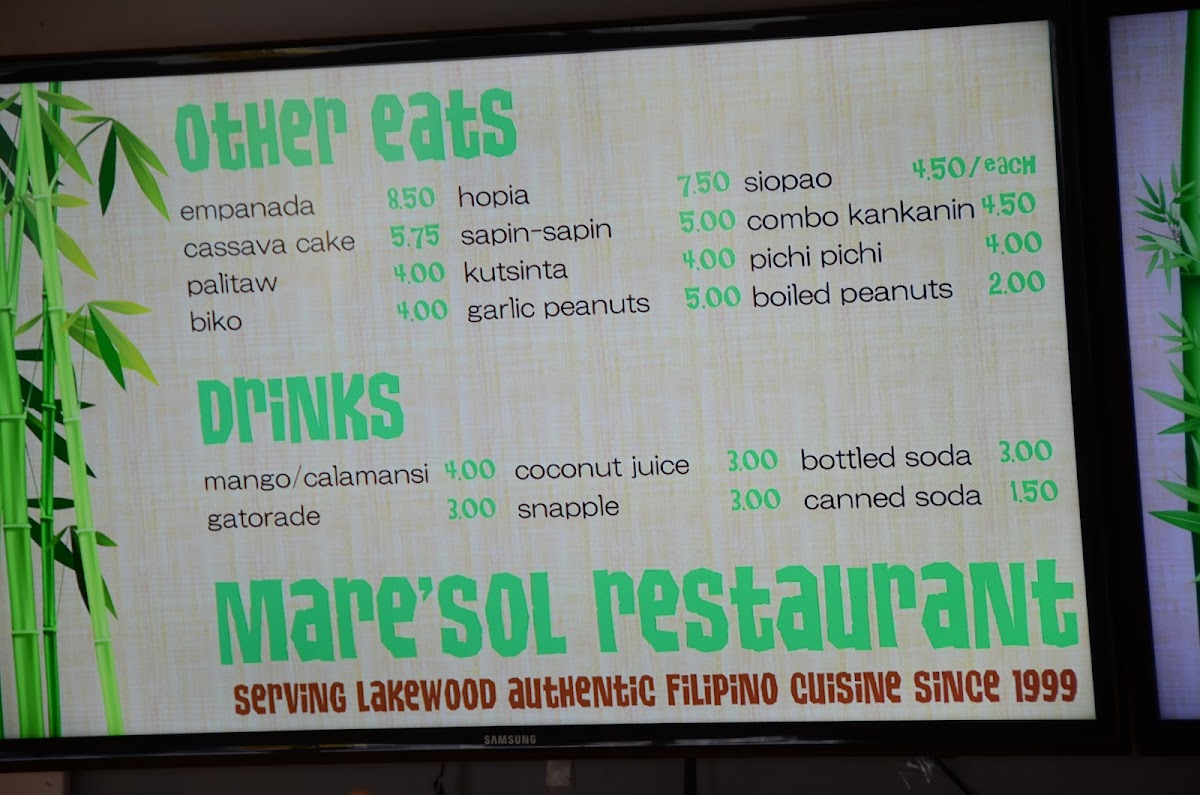 other eats
empanada 8.50 hopia 7.50 siopao 4.50/each
cassava cake 5.75 sapin-sapin 5.00 combo kankanin 4.50
palitaw 4.00 kutsinta 4.00 pichi pichi 4.00
biko 4.00 garlic peanuts 5.00 boiled peanuts 2.00
Drinks
mango/calamansi 4.00 coconut juice 3.00 bottled soda 3.00
gatorade 3.00 snapple 3.00 canned soda 1.50
Mare'sol restaurant
serving Lakewood authentic Filipino cuisine since 1999
SAMSUNG